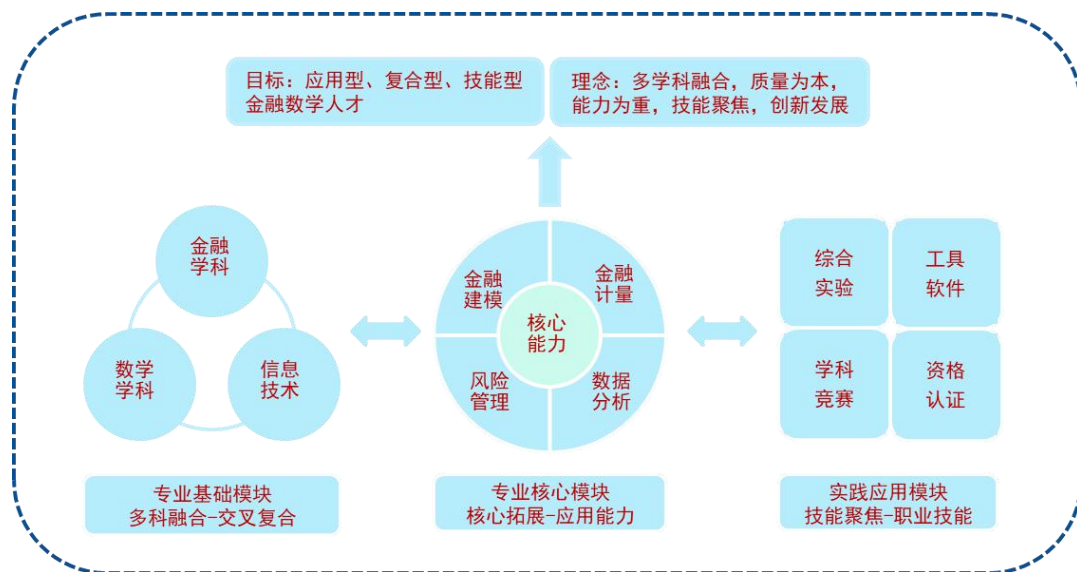 目标：应用型、复合型、技能型
金融数学人才
理念：多学科融合，质量为本，
能力为重，技能聚焦，创新发展
金融
学科
数学
学科
信息
技术
金融
建模
金融
计量
核心
能力
风险
管理
数据
分析
综合
实验
工具
软件
学科
竞赛
资格
认证
专业基础模块
多科融合-交叉复合
专业核心模块
核心拓展-应用能力
实践应用模块
技能聚焦-职业技能